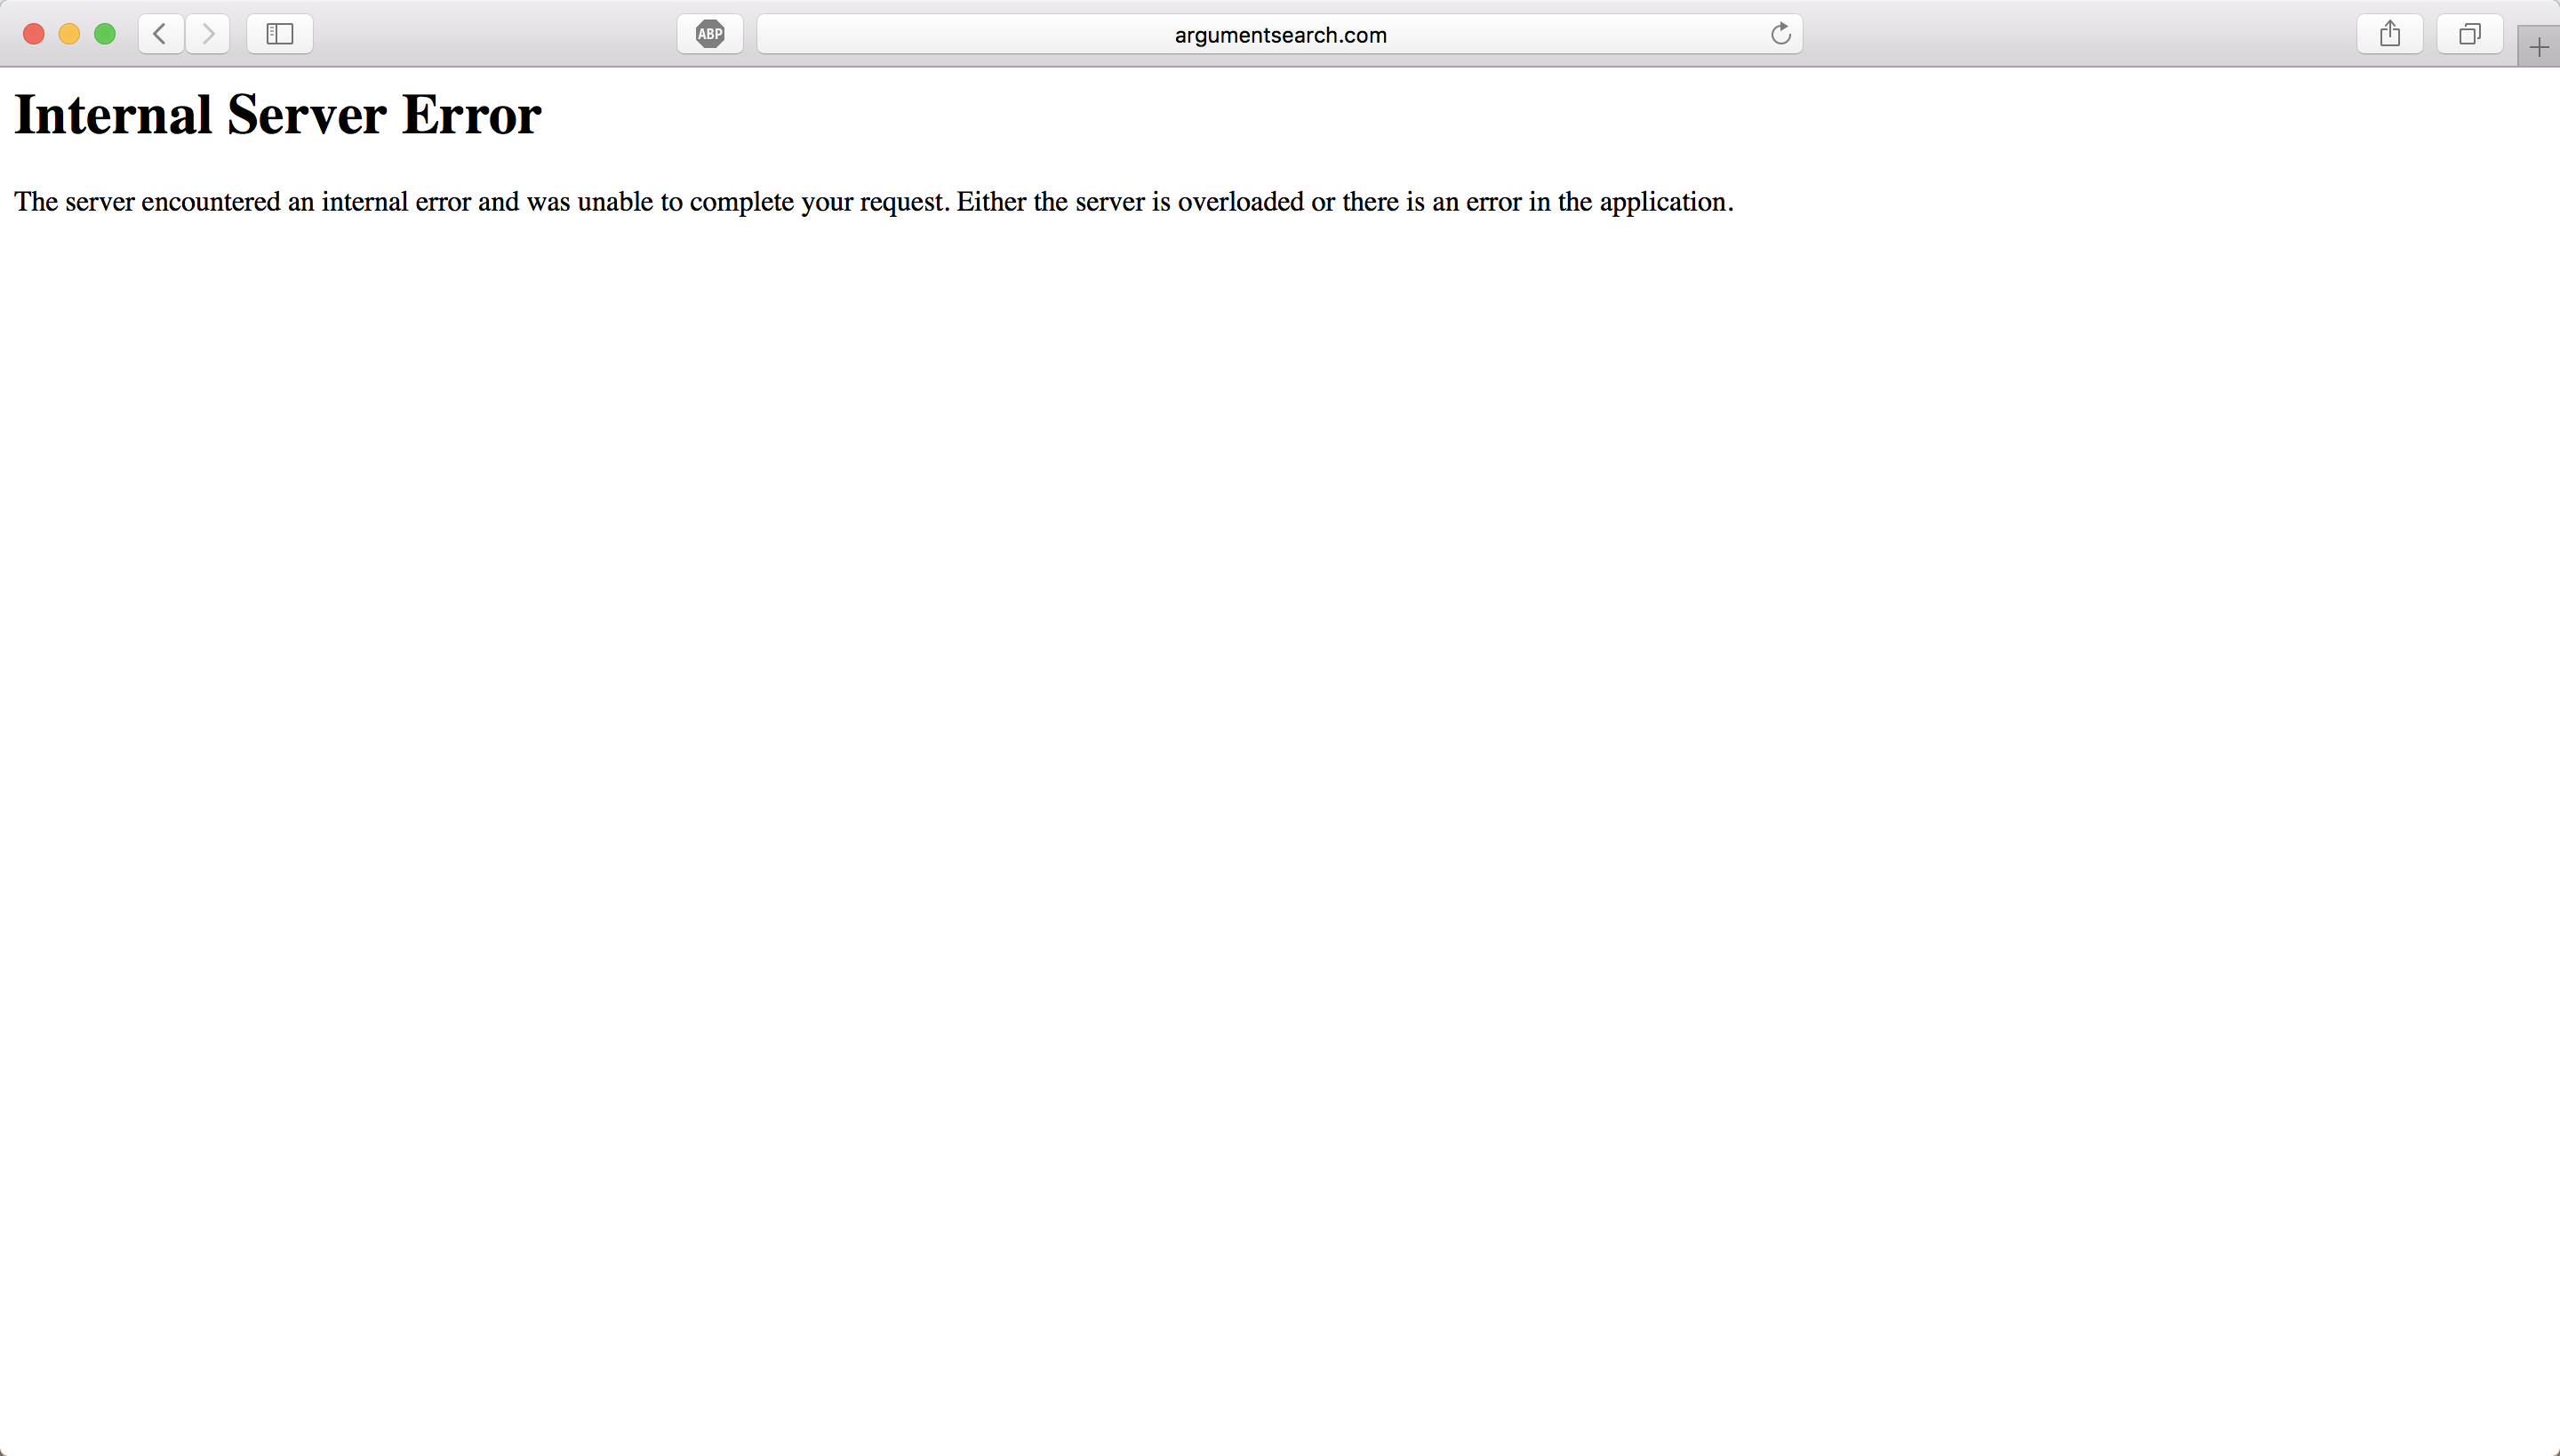 ABP
argumentsearch.com
Internal Server Error
The server encountered an internal error and was unable to complete your request. Either the server is overloaded or there is an error in the application.